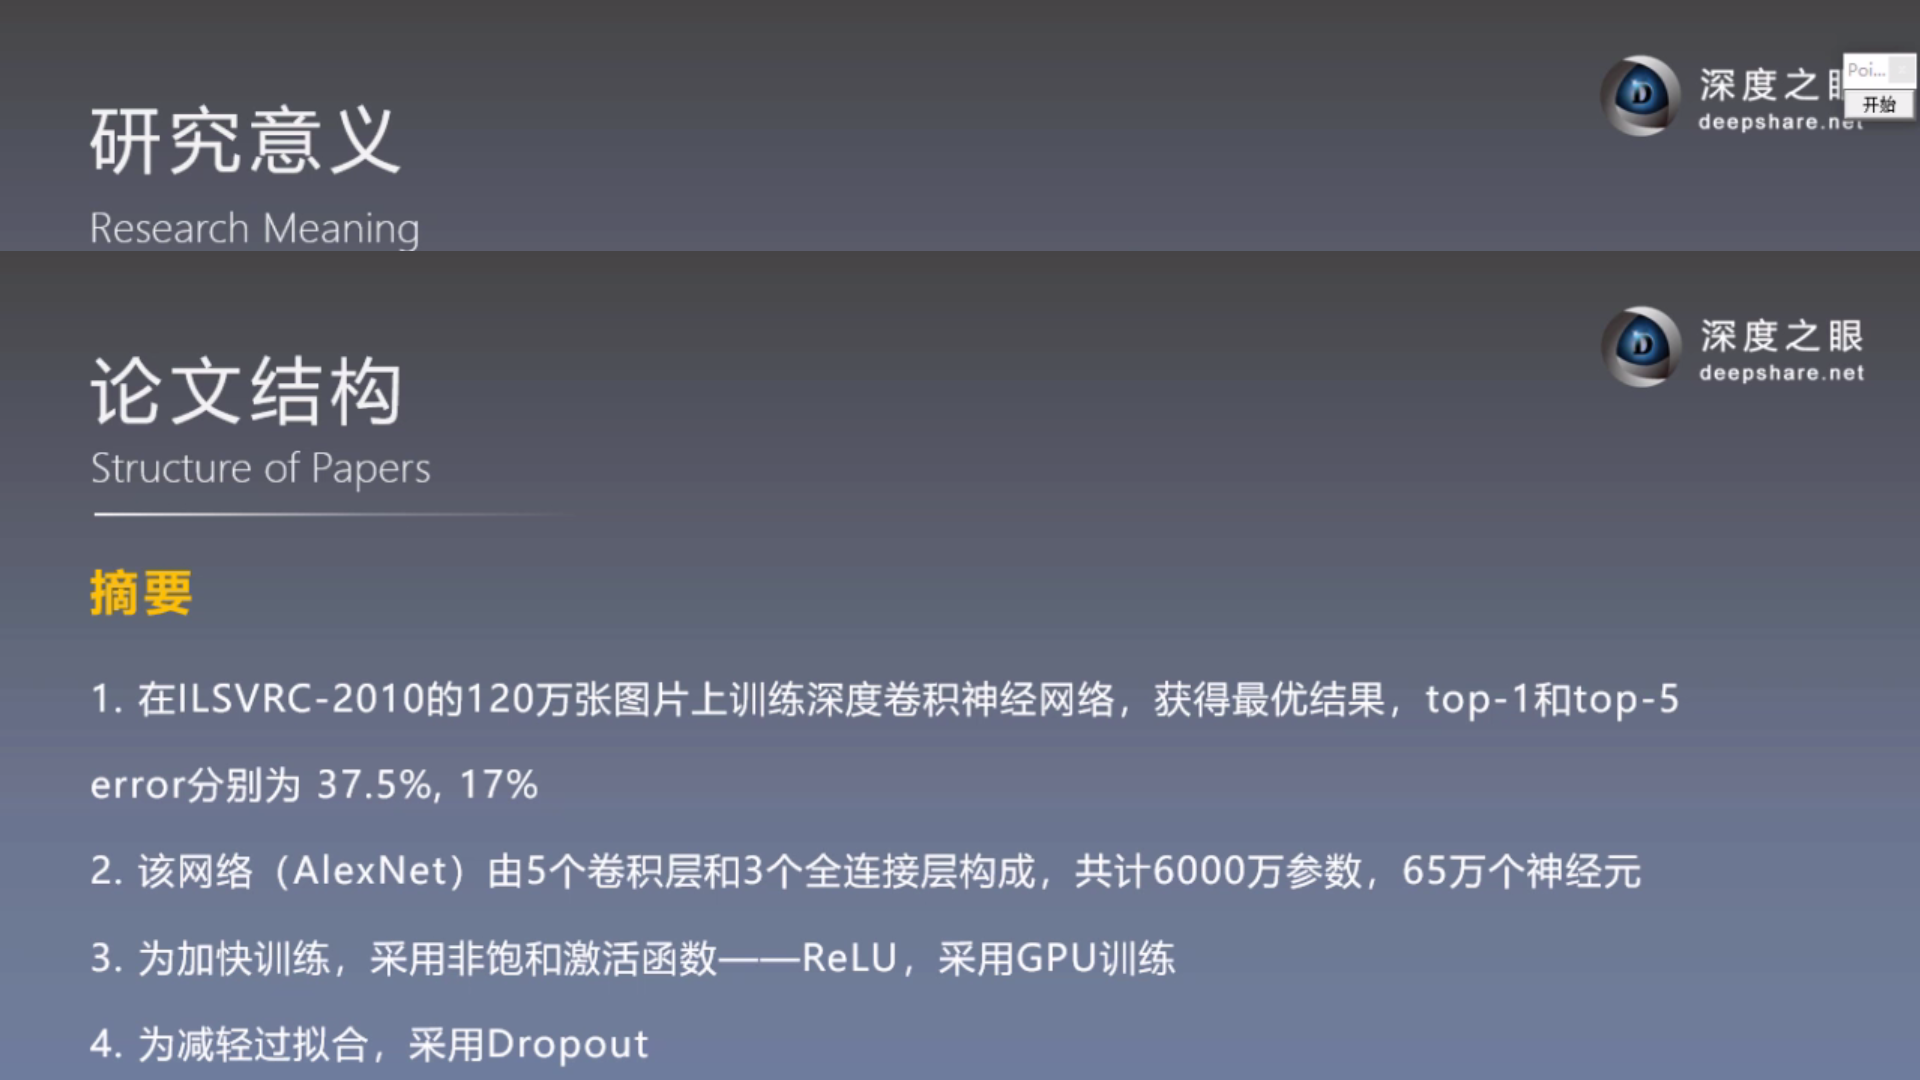 研究意义
Research Meaning
深度之
deepshare.net
Poi...
开始
论文结构
Structure of Papers
深度之眼
deepshare.net
摘要
1. 在ILSVRC-2010的120万张图片上训练深度卷积神经网络，获得最优结果，top-1和top-5
error分别为 37.5%, 17%
2. 该网络（AlexNet）由5个卷积层和3个全连接层构成，共计6000万参数，65万个神经元
3. 为加快训练，采用非饱和激活函数——ReLU，采用GPU训练
4. 为减轻过拟合，采用Dropout